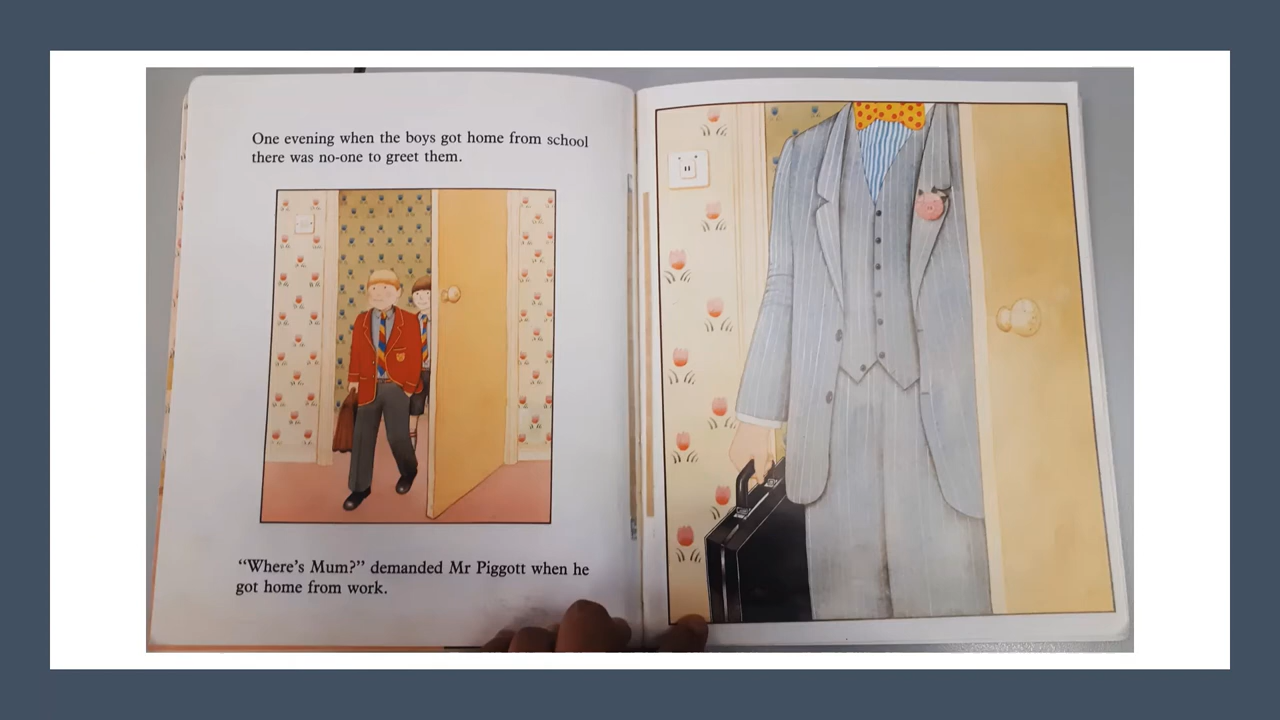 One evening when the boys got home from school
there was no-one to greet them.
“Where’s Mum?” demanded Mr Piggott when he
got home from work.